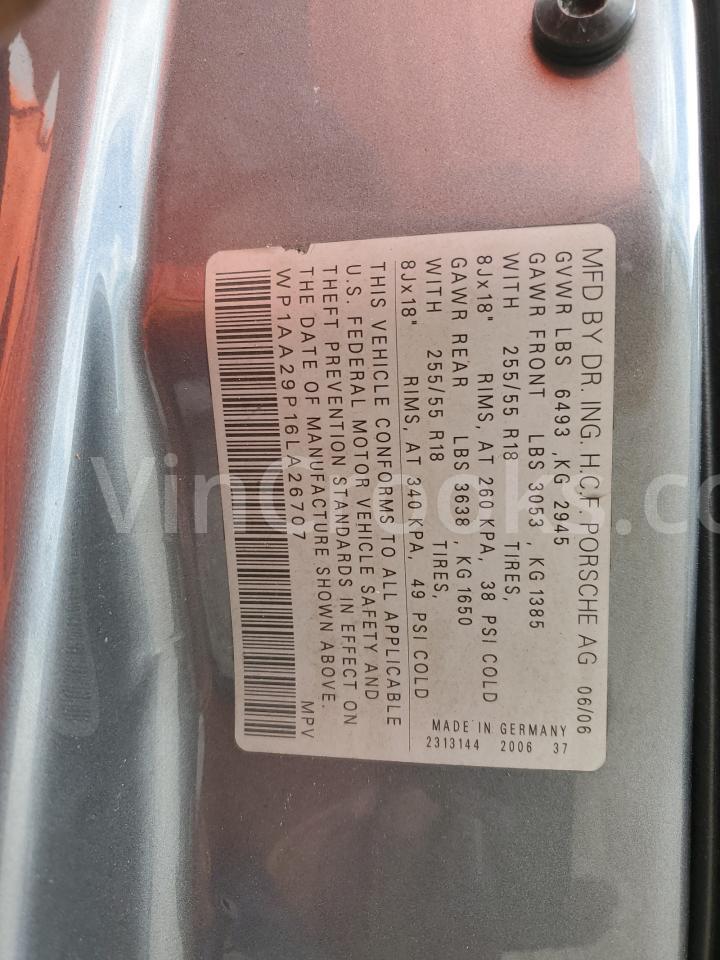 MFD BY DR. ING. H.C.F. PORSCHE AG 06/06
GVWR LBS 6493 ,KG 2945
GAWR FRONT LBS 3053 , KG 1385
WITH 255/55 R18 TIRES,
8Jx18" RIMS, AT 260 KPA, 38 PSI COLD
GAWR REAR LBS 3638 , KG 1650
WITH 255/55 R18 TIRES,
8Jx18" RIMS, AT 340 KPA, 49 PSI COLD
MADE IN GERMANY
2313144 2006 37
THIS VEHICLE CONFORMS TO ALL APPLICABLE
U.S. FEDERAL MOTOR VEHICLE SAFETY AND
THEFT PREVENTION STANDARDS IN EFFECT ON
THE DATE OF MANUFACTURE SHOWN ABOVE.
WP1AA29P16LA26707 MPV
VinCrooks.co